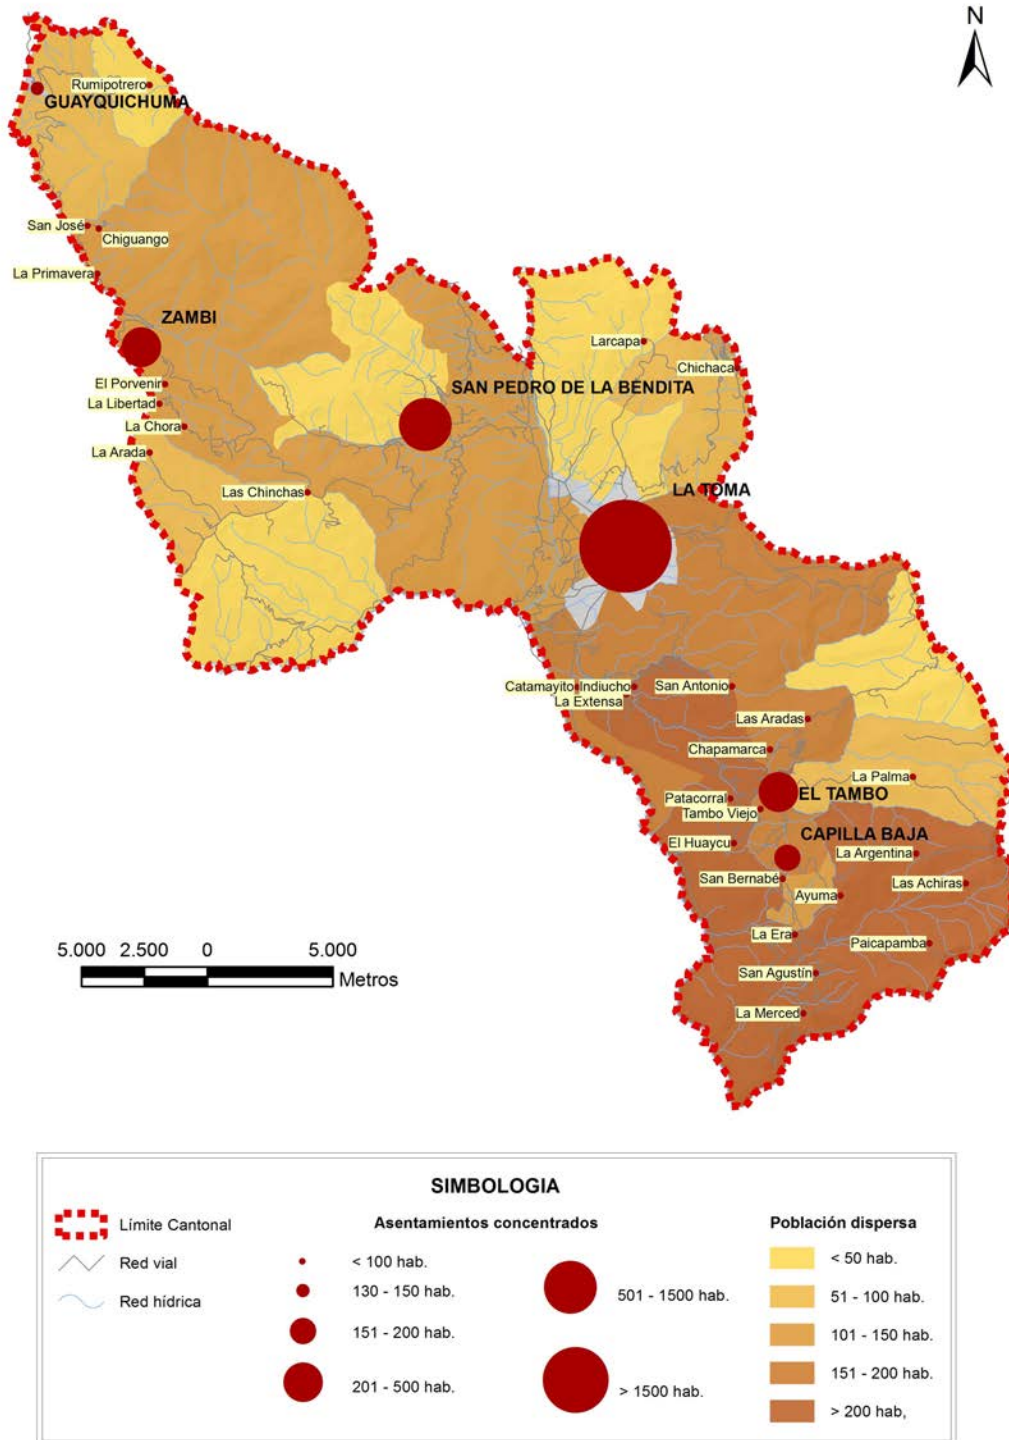 N
Rumipotrero
GUAYQUICHUMA
San José
Chiguango
La Primavera
ZAMBI
Larcapa
Chichaca
El Porvenir
SAN PEDRO DE LA BENDITA
La Libertad
La Chora
La Arada
Las Chinchas
LA TOMA
Catamayito
Indiucho
San Antonio
La Extensa
Las Aradas
Chapamarca
La Palma
Patacorral
EL TAMBO
Tambo Viejo
CAPILLA BAJA
El Huaycu
La Argentina
San Bernabé
Las Achiras
Ayuma
La Era
Paicapamba
San Agustín
La Merced
5.000 2.500 0 5.000
Metros
SIMBOLOGIA
Límite Cantonal
Red vial
Red hídrica
Asentamientos concentrados
< 100 hab.
130 - 150 hab.
151 - 200 hab.
201 - 500 hab.
501 - 1500 hab.
> 1500 hab.
Población dispersa
< 50 hab.
51 - 100 hab.
101 - 150 hab.
151 - 200 hab.
> 200 hab,